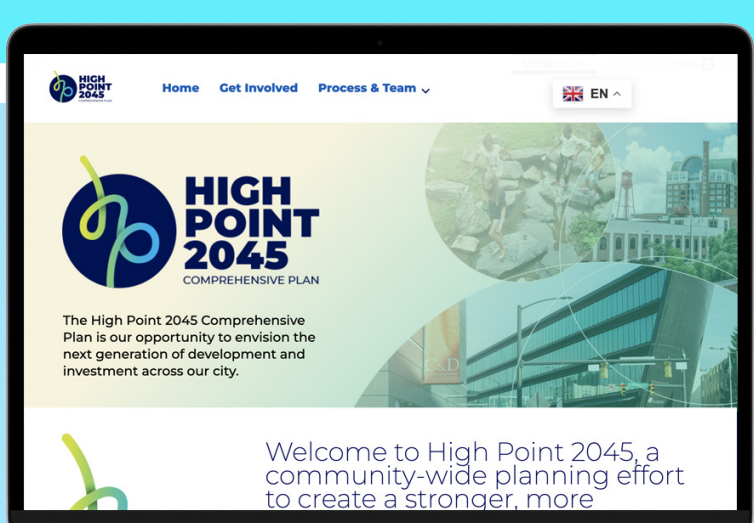 HIGH
POINT
2045
COMPREHENSIVE PLAN
Home Get Involved Process & Team
EN
HIGH
POINT
2045
COMPREHENSIVE PLAN
The High Point 2045 Comprehensive
Plan is our opportunity to envision the
next generation of development and
investment across our city.
C&D
Welcome to High Point 2045, a
community-wide planning effort
to create a stronger, more